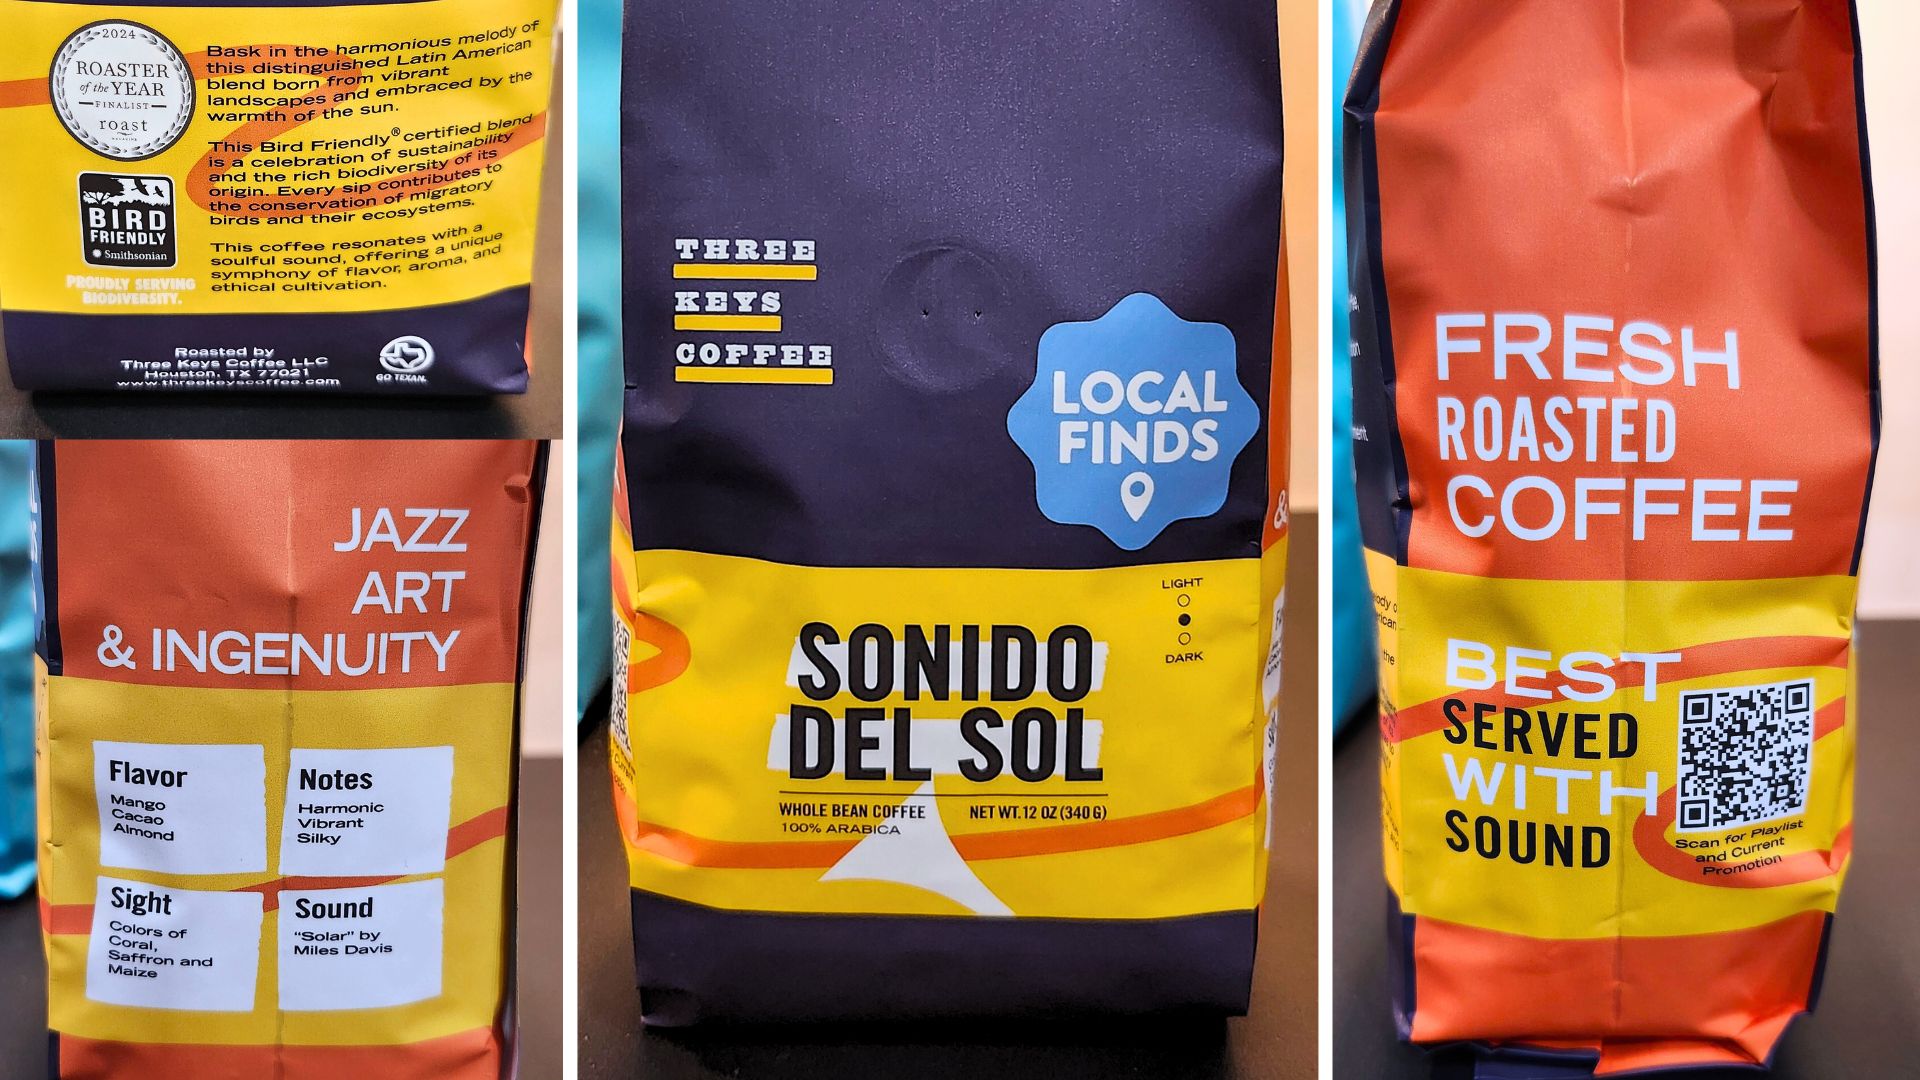 2024
ROASTER
of the YEAR
FINALIST
roast
Bask in the harmonious melody of
this distinguished Latin American
blend born from vibrant
landscapes and embraced by the
warmth of the sun.
This Bird Friendly® certified blend
is a celebration of sustainability
and the rich biodiversity of its
origin. Every sip contributes to
the conservation of migratory
birds and their ecosystems.
This coffee resonates with a
soulful sound, offering a unique
symphony of flavor, aroma, and
ethical cultivation.
BIRD
FRIENDLY
Smithsonian
PROUDLY SERVING
BIODIVERSITY.
Roasted by
Three Keys Coffee LLC
Houston, TX 77021
www.threekeyscoffee.com
GO TEXAN.
JAZZ
ART
& INGENUITY
Flavor
Mango
Cacao
Almond
Notes
Harmonic
Vibrant
Silky
Sight
Colors of
Coral,
Saffron and
Maize
Sound
“Solar” by
Miles Davis
THREE
KEYS
COFFEE
LOCAL
FINDS
&
LIGHT
DARK
SONIDO
DEL SOL
WHOLE BEAN COFFEE NET WT. 12 OZ (340 G)
100% ARABICA
FRESH
ROASTED
COFFEE
BEST
SERVED
WITH
SOUND
Scan for Playlist
and Current
Promotion